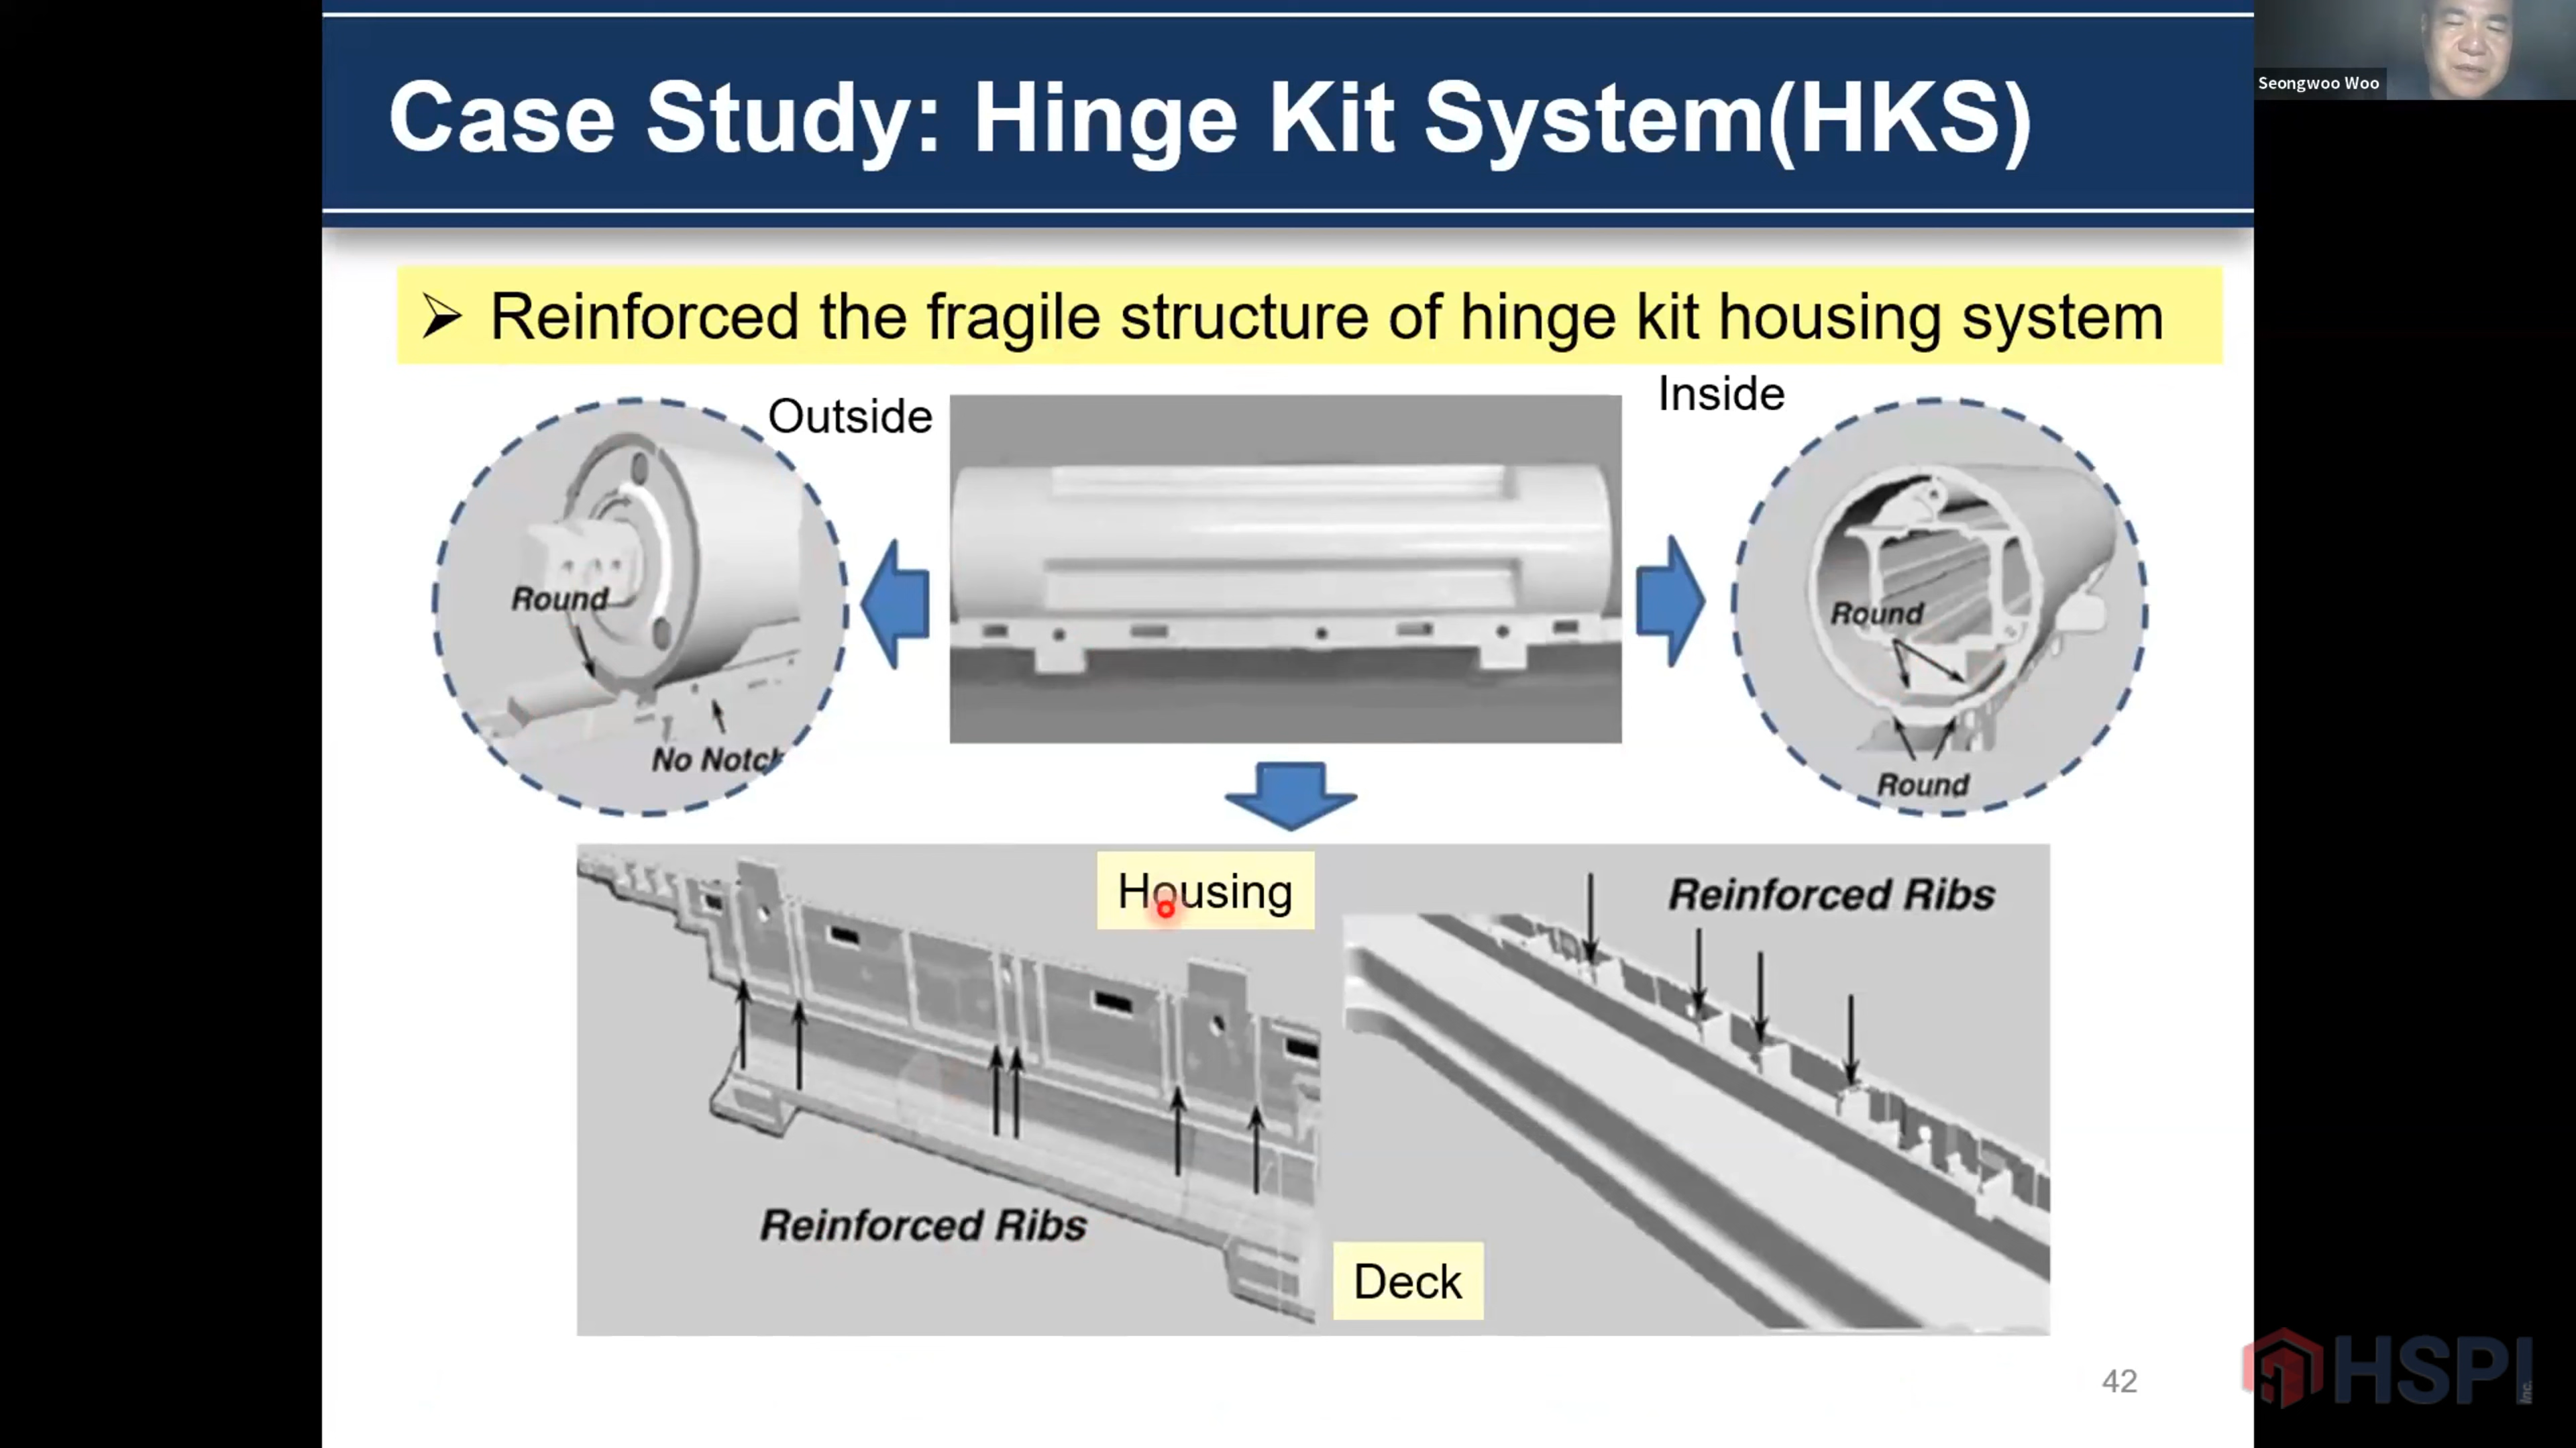 Case Study: Hinge Kit System(HKS)
Seongwoo Woo
➢ Reinforced the fragile structure of hinge kit housing system
Outside
Inside
Round
No Notch
Round
Round
Housing
Reinforced Ribs
Reinforced Ribs
Deck
42
HSPI
Inc.